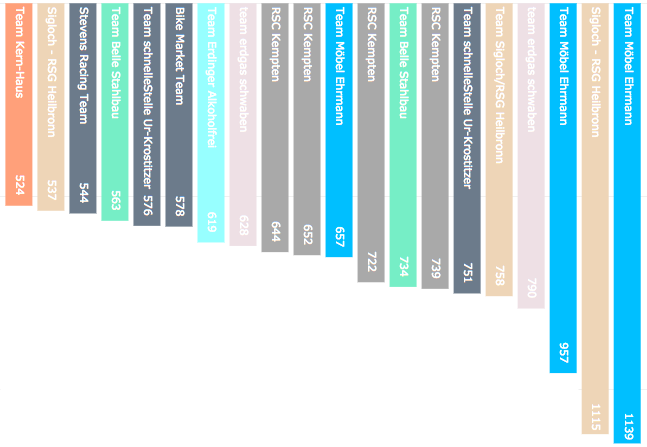 Team Kern-Haus 524
Sigloch - RSG Heilbronn 537
Stevens Racing Team 544
Team Belle Stahlbau 563
Team schnelleStelle Ur-Krostitzer 576
Bike Market Team 578
Team Erdinger Alkoholfrei 619
team erdgas schwaben 628
RSC Kempten 644
RSC Kempten 652
Team Möbel Ehrmann 657
RSC Kempten 722
Team Belle Stahlbau 734
RSC Kempten 739
Team schnelleStelle Ur-Krostitzer 751
Team Sigloch/RSG Heilbronn 758
team erdgas schwaben 790
Team Möbel Ehrmann 957
Sigloch - RSG Heilbronn 1115
Team Möbel Ehrmann 1139